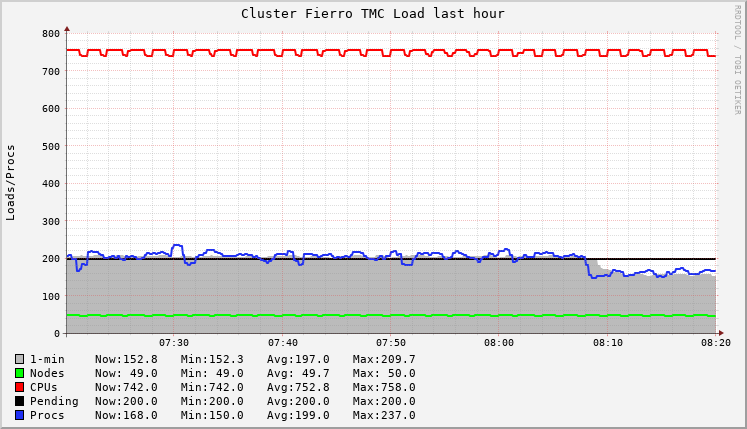 Cluster Fierro TMC Load last hour
RRDTOOL / TOBI OETIKER
Loads/Procs
800
700
600
500
400
300
200
100
0
07:30 07:40 07:50 08:00 08:10 08:20
1-min Now:152.8 Min:152.3 Avg:197.0 Max:209.7
Nodes Now: 49.0 Min: 49.0 Avg: 49.7 Max: 50.0
CPUs Now:742.0 Min:742.0 Avg:752.8 Max:758.0
Pending Now:200.0 Min:200.0 Avg:200.0 Max:200.0
Procs Now:168.0 Min:150.0 Avg:199.0 Max:237.0